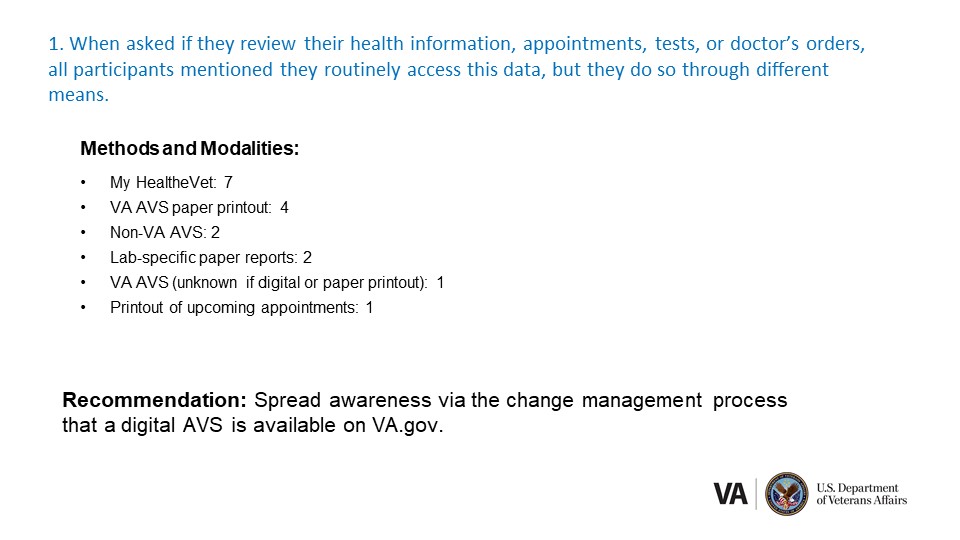 1. When asked if they review their health information, appointments, tests, or doctor's orders,
all participants mentioned they routinely access this data, but they do so through different
means.
Methods and Modalities:
• My HealtheVet: 7
• VA AVS paper printout: 4
• Non-VA AVS: 2
• Lab-specific paper reports: 2
• VA AVS (unknown if digital or paper printout): 1
• Printout of upcoming appointments: 1
Recommendation: Spread awareness via the change management process
that a digital AVS is available on VA.gov.
VA
U.S. Department
of Veterans Affairs